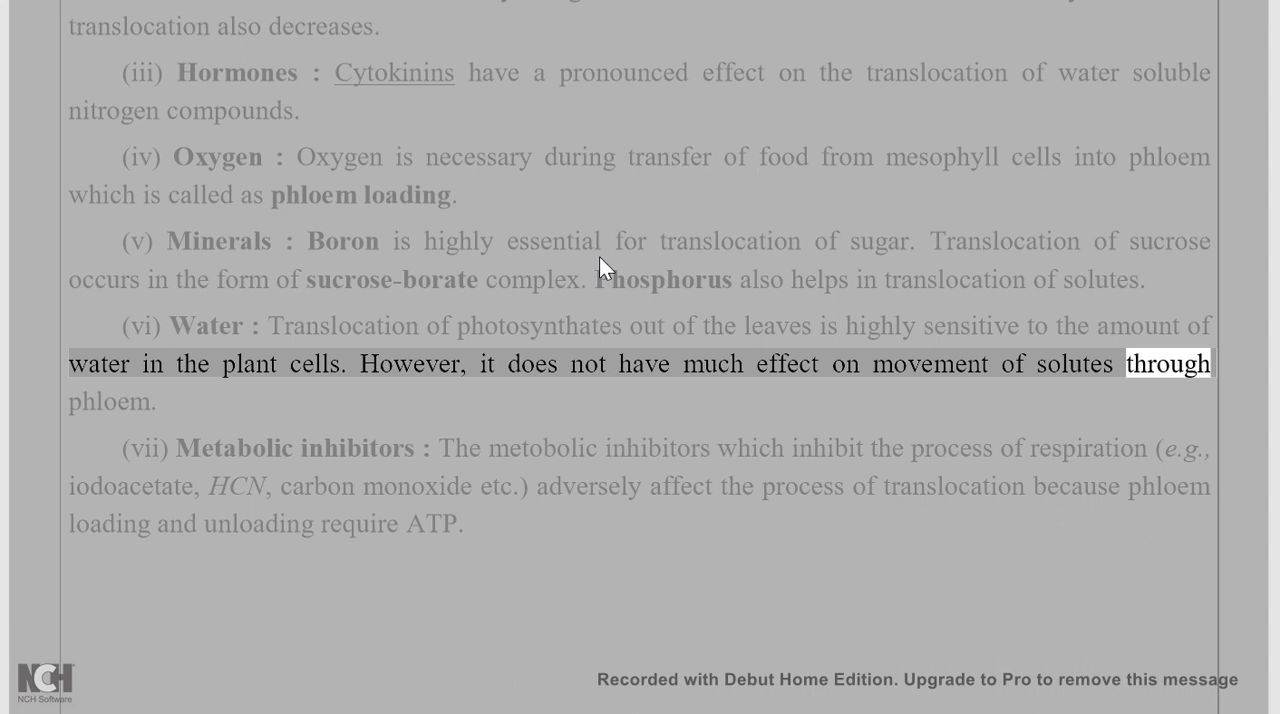 translocation also decreases.
(iii) Hormones : Cytokinins have a pronounced effect on the translocation of water soluble
nitrogen compounds.
(iv) Oxygen : Oxygen is necessary during transfer of food from mesophyll cells into phloem
which is called as phloem loading.
(v) Minerals : Boron is highly essential for translocation of sugar. Translocation of sucrose
occurs in the form of sucrose-borate complex. Phosphorus also helps in translocation of solutes.
(vi) Water : Translocation of photosynthates out of the leaves is highly sensitive to the amount of
water in the plant cells. However, it does not have much effect on movement of solutes through
phloem.
(vii) Metabolic inhibitors : The metobolic inhibitors which inhibit the process of respiration (e.g.,
iodoacetate, HCN, carbon monoxide etc.) adversely affect the process of translocation because phloem
loading and unloading require ATP.
NCH
NCH Software
Recorded with Debut Home Edition. Upgrade to Pro to remove this message